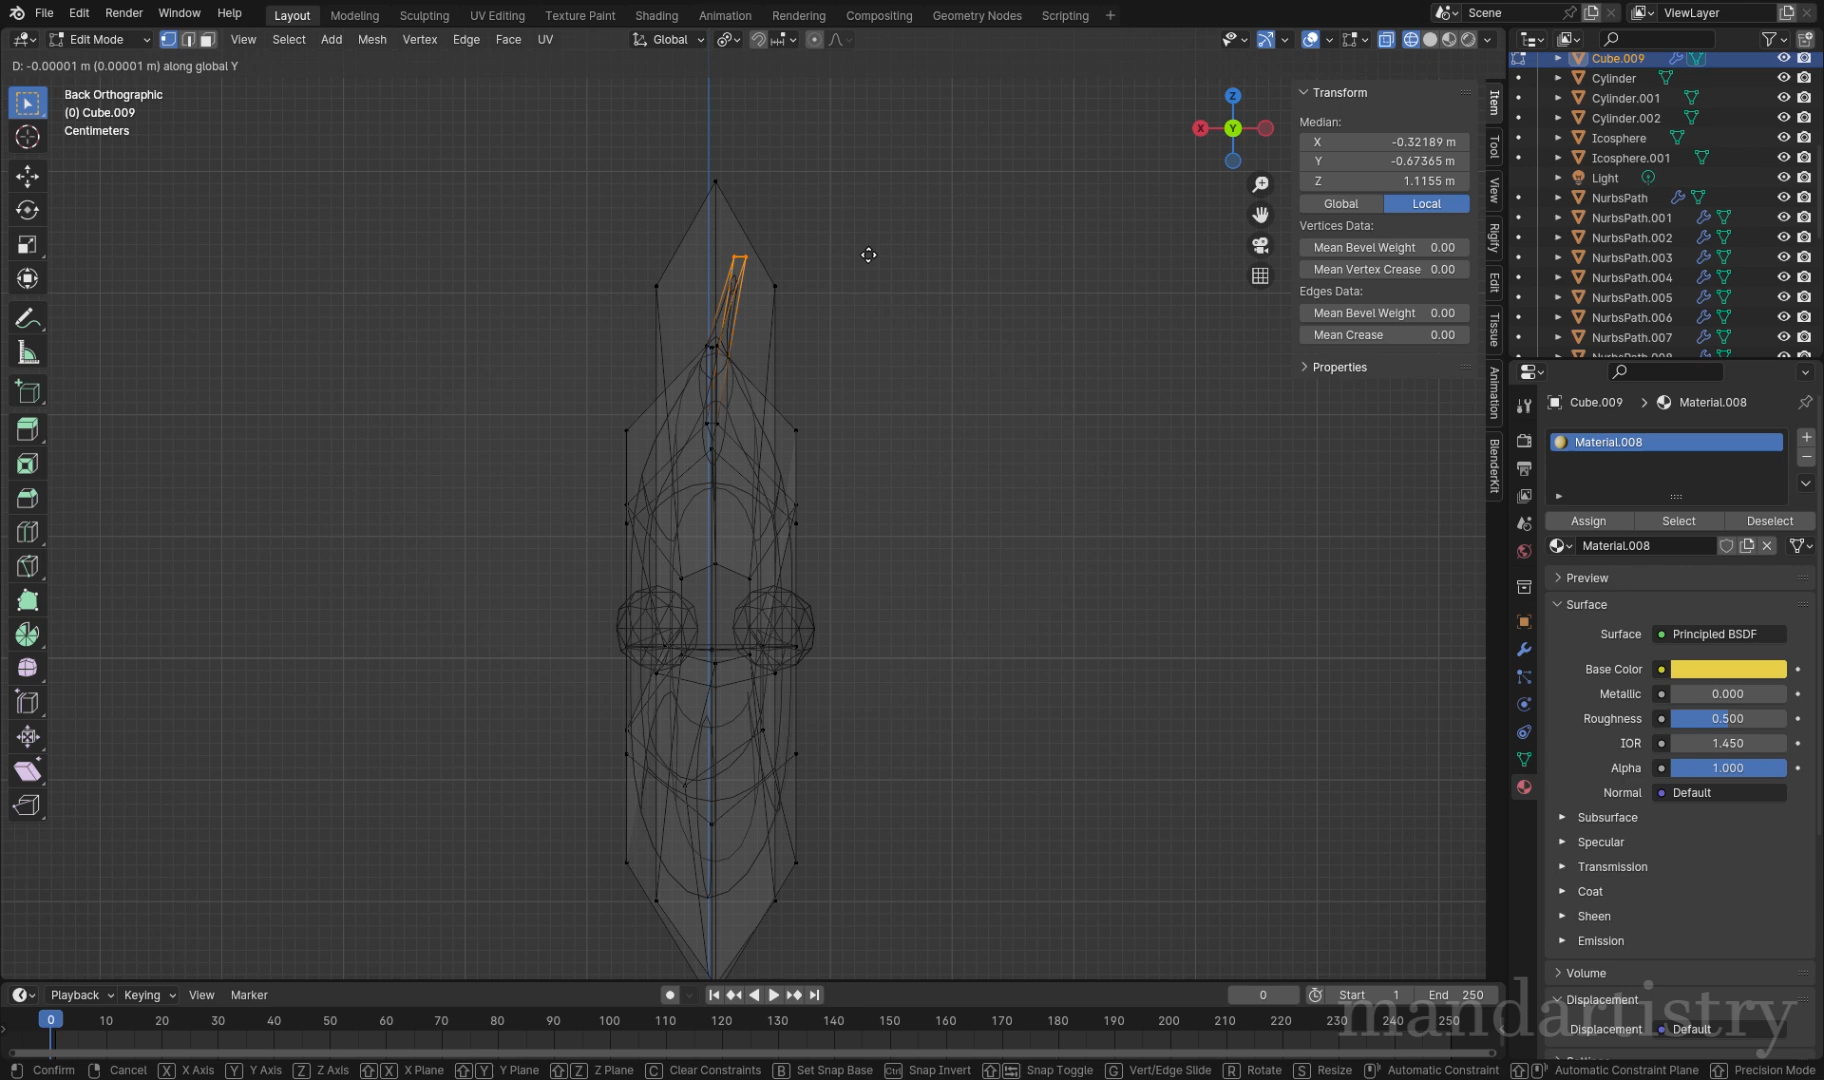 File Edit Render Window Help Layout Modeling Sculpting UV Editing Texture Paint Shading Animation Rendering Compositing Geometry Nodes Scripting + Scene ViewLayer
Edit Mode View Select Add Mesh Vertex Edge Face UV Global
D: -0.00001 m (0.00001 m) along global Y
Back Orthographic
(0) Cube.009
Centimeters
Z
X
Y
Transform
Median:
X -0.32189 m
Y -0.67365 m
Z 1.1155 m
Global Local
Vertices Data:
Mean Bevel Weight 0.00
Mean Vertex Crease 0.00
Edges Data:
Mean Bevel Weight 0.00
Mean Crease 0.00
Properties
Item
Tool
View
Rigify
Edit
Tissue
Animation
BlenderKit
Cube.009
Cylinder
Cylinder.001
Cylinder.002
Icosphere
Icosphere.001
Light
NurbsPath
NurbsPath.001
NurbsPath.002
NurbsPath.003
NurbsPath.004
NurbsPath.005
NurbsPath.006
NurbsPath.007
NurbsPath.008
Cube.009 > Material.008
Material.008
Assign Select Deselect
Material.008
Preview
Surface
Surface Principled BSDF
Base Color
Metallic 0.000
Roughness 0.500
IOR 1.450
Alpha 1.000
Normal Default
Subsurface
Specular
Transmission
Coat
Sheen
Emission
Volume
Displacement
Displacement Default
mandartistry
Playback Keying View Marker 0 Start 1 End 250
0 10 20 30 40 50 60 70 80 90 100 110 120 130 140 150 160 170 180 190 200 210 220 230 240 250
Confirm Cancel X X Axis Y Y Axis Z Z Axis X X Plane Y Y Plane Z Z Plane C Clear Constraints B Set Snap Base Ctrl Snap Invert Snap Toggle G Vert/Edge Slide R Rotate S Resize Automatic Constraint Automatic Constraint Plane Precision Mode